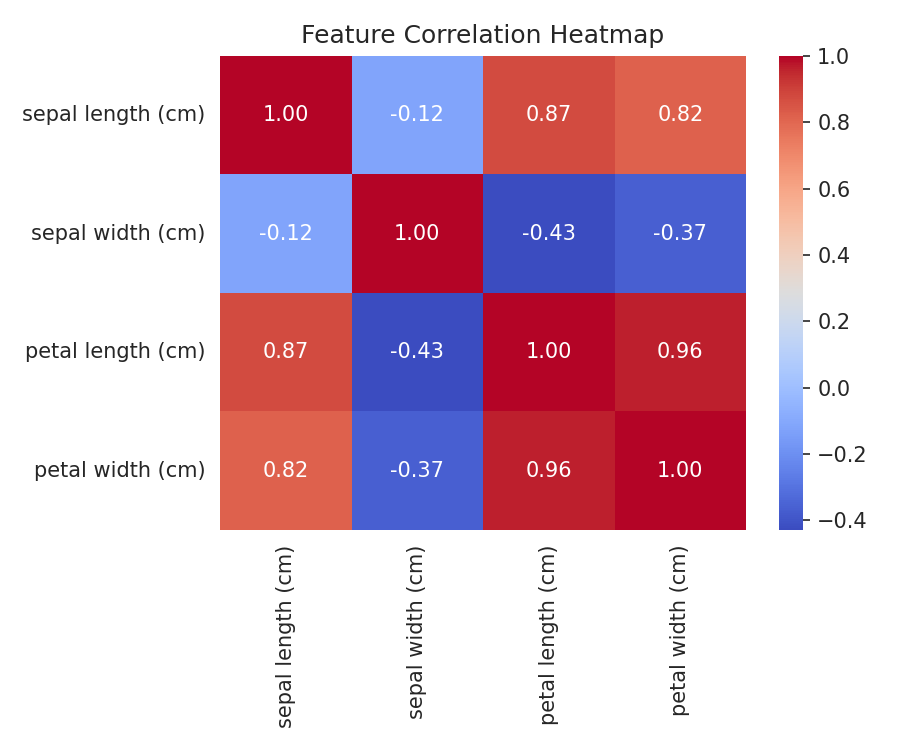 Feature Correlation Heatmap
sepal length (cm) 1.00 -0.12 0.87 0.82
sepal width (cm) -0.12 1.00 -0.43 -0.37
petal length (cm) 0.87 -0.43 1.00 0.96
petal width (cm) 0.82 -0.37 0.96 1.00
sepal length (cm)
sepal width (cm)
petal length (cm)
petal width (cm)
1.0
0.8
0.6
0.4
0.2
0.0
−0.2
−0.4